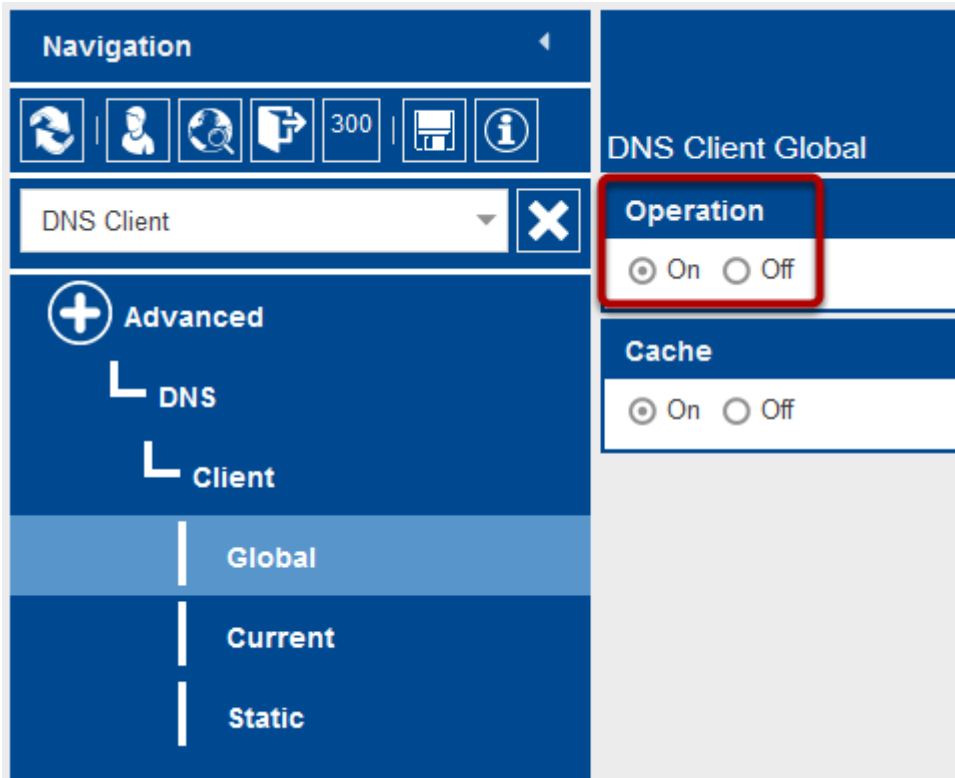 Navigation
300
DNS Client
Advanced
DNS
Client
Global
Current
Static
DNS Client Global
Operation
On Off
Cache
On Off